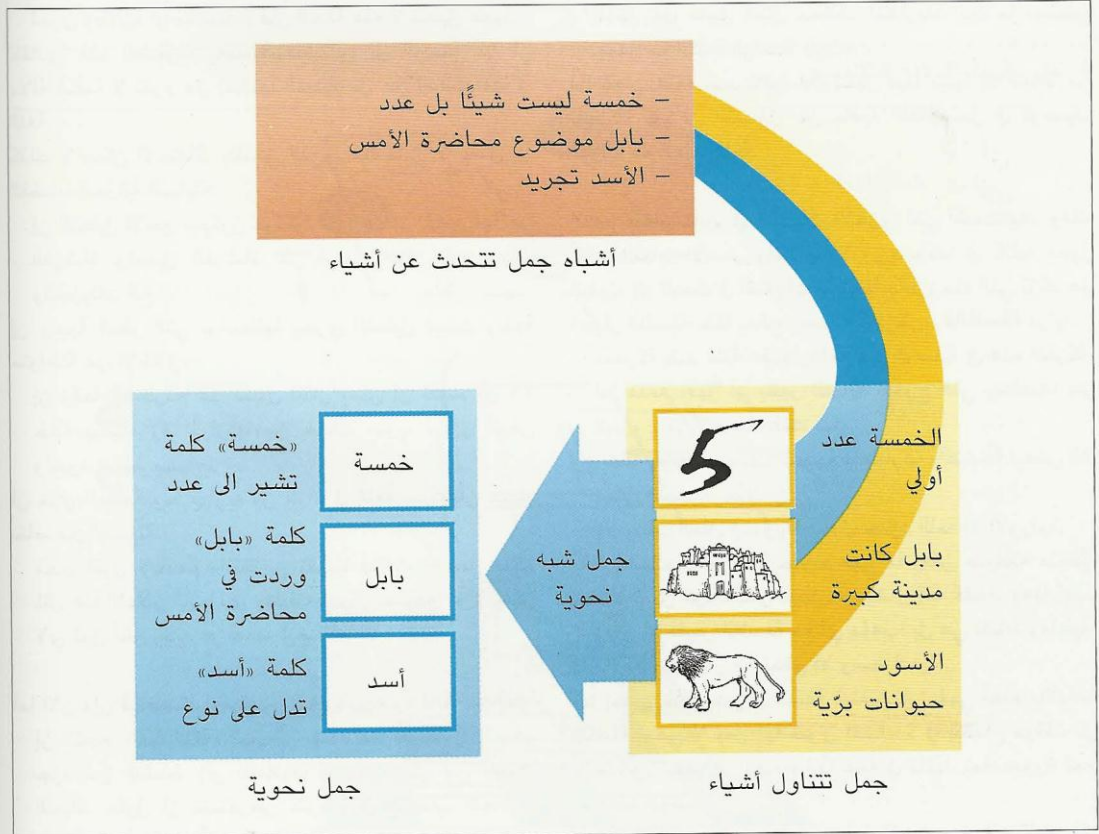 – خمسة ليست شيئًا بل عدد
– بابل موضوع محاضرة الأمس
– الأسد تجريد
أشباه جمل تتحدث عن أشياء
الخمسة عدد
أولي
5
بابل كانت
مدينة كبيرة
الأسود
حيوانات برّية
جمل تتناول أشياء
جمل شبه
نحوية
خمسة
«خمسة» كلمة
تشير الى عدد
بابل
كلمة «بابل»
وردت في
محاضرة الأمس
أسد
كلمة «أسد»
تدل على نوع
جمل نحوية